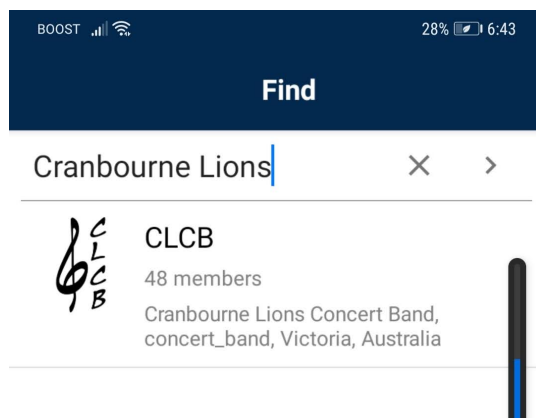 BOOST 28% 6:43
Find
Cranbourne Lions
C
L
C
B
CLCB
48 members
Cranbourne Lions Concert Band,
concert_band, Victoria, Australia